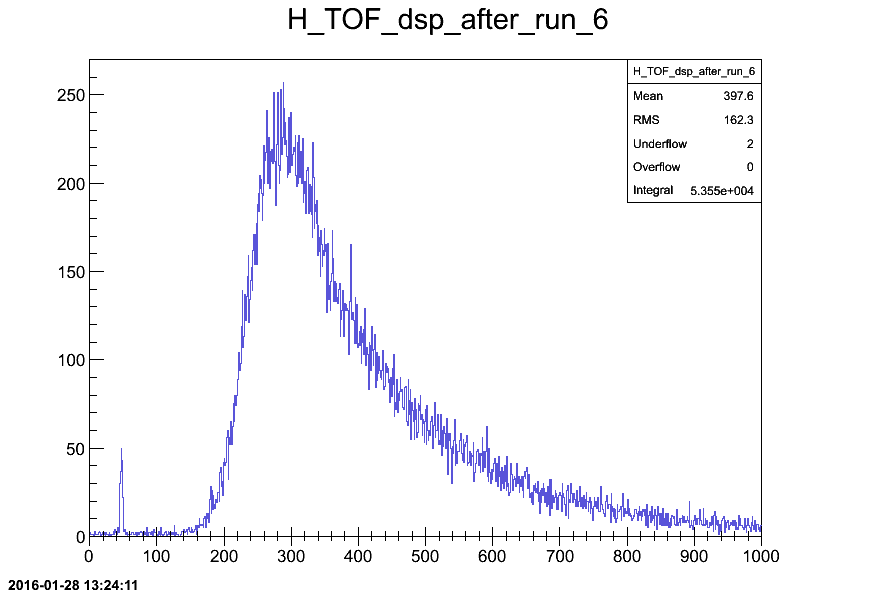 H_TOF_dsp_after_run_6
H_TOF_dsp_after_run_6
Mean 397.6
RMS 162.3
Underflow 2
Overflow 0
Integral 5.355e+004
250
200
150
100
50
0
0 100 200 300 400 500 600 700 800 900 1000
2016-01-28 13:24:11